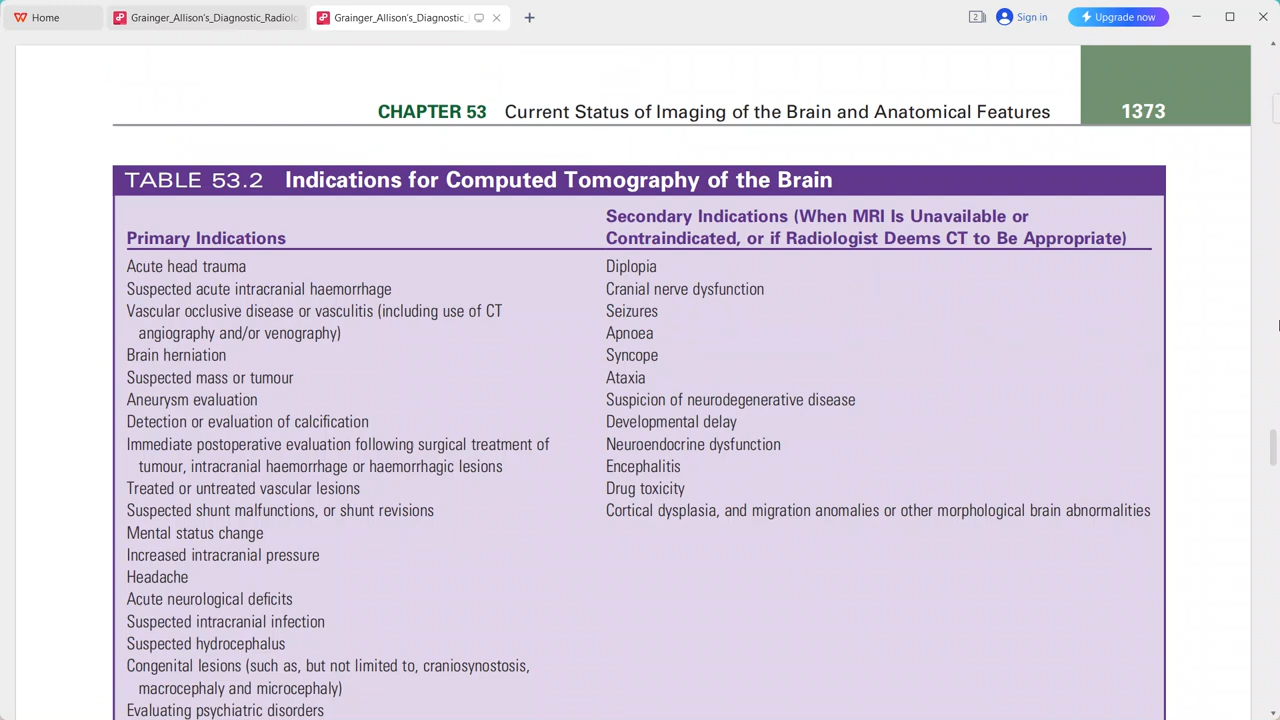 Home
Grainger_Allison's_Diagnostic_Radiolo
Grainger_Allison's_Diagnostic_
2
Sign in
Upgrade now
CHAPTER 53 Current Status of Imaging of the Brain and Anatomical Features 1373
TABLE 53.2 Indications for Computed Tomography of the Brain
Primary Indications
Acute head trauma
Suspected acute intracranial haemorrhage
Vascular occlusive disease or vasculitis (including use of CT
angiography and/or venography)
Brain herniation
Suspected mass or tumour
Aneurysm evaluation
Detection or evaluation of calcification
Immediate postoperative evaluation following surgical treatment of
tumour, intracranial haemorrhage or haemorrhagic lesions
Treated or untreated vascular lesions
Suspected shunt malfunctions, or shunt revisions
Mental status change
Increased intracranial pressure
Headache
Acute neurological deficits
Suspected intracranial infection
Suspected hydrocephalus
Congenital lesions (such as, but not limited to, craniosynostosis,
macrocephaly and microcephaly)
Evaluating psychiatric disorders
Secondary Indications (When MRI Is Unavailable or
Contraindicated, or if Radiologist Deems CT to Be Appropriate)
Diplopia
Cranial nerve dysfunction
Seizures
Apnoea
Syncope
Ataxia
Suspicion of neurodegenerative disease
Developmental delay
Neuroendocrine dysfunction
Encephalitis
Drug toxicity
Cortical dysplasia, and migration anomalies or other morphological brain abnormalities